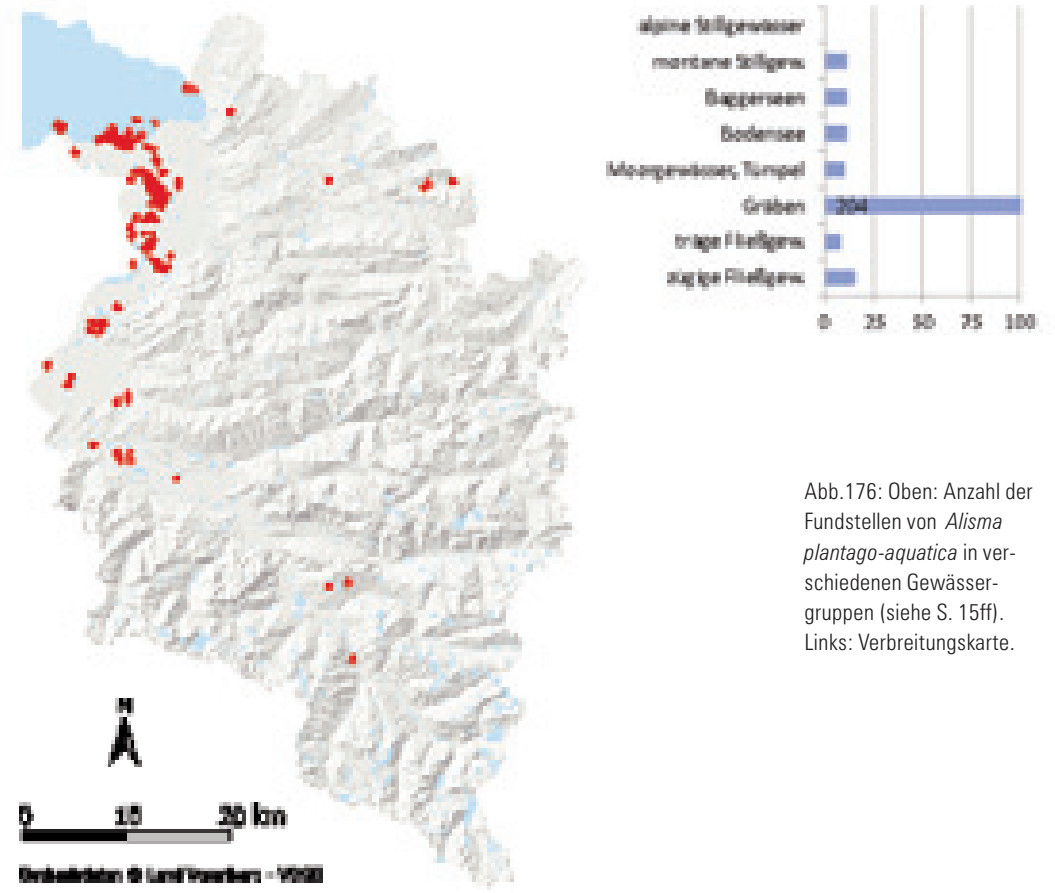 alpine Stillgewässer
montane Stillgew.
Baggerseen
Bodensee
Moorgewässer, Tümpel
Gräben
204
träge Fließgew.
zügige Fließgew.
0 25 50 75 100
Abb.176: Oben: Anzahl der
Fundstellen von Alisma
plantago-aquatica in ver-
schiedenen Gewässer-
gruppen (siehe S. 15ff).
Links: Verbreitungskarte.
N
10 20 km
© Land Vorarlberg –